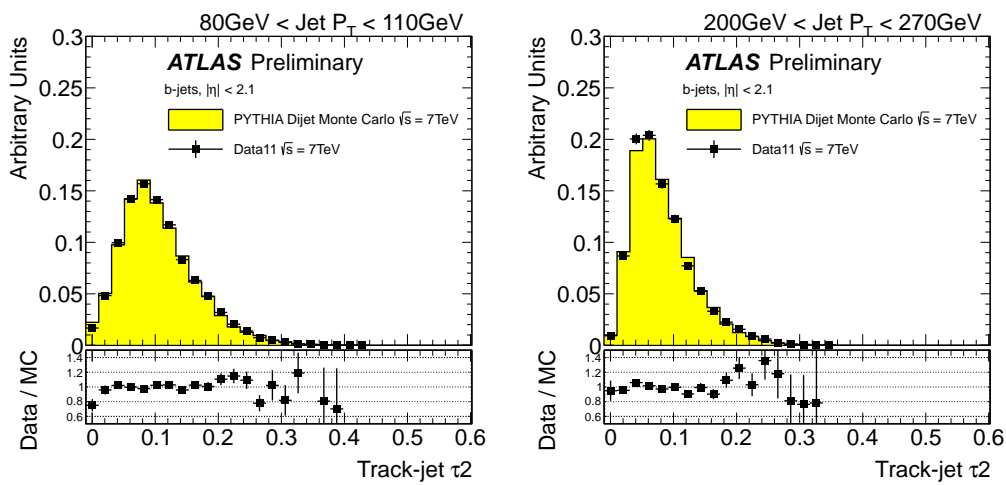 80GeV < Jet P_T < 110GeV
Arbitrary Units
0.3
0.25
0.2
0.15
0.1
0.05
0
ATLAS Preliminary
b-jets, |η| < 2.1
PYTHIA Dijet Monte Carlo √s = 7TeV
Data11 √s = 7TeV
Data / MC
1.4
1.2
1
0.8
0.6
0 0.1 0.2 0.3 0.4 0.5 0.6
Track-jet τ2
200GeV < Jet P_T < 270GeV
Arbitrary Units
0.3
0.25
0.2
0.15
0.1
0.05
0
ATLAS Preliminary
b-jets, |η| < 2.1
PYTHIA Dijet Monte Carlo √s = 7TeV
Data11 √s = 7TeV
Data / MC
1.4
1.2
1
0.8
0.6
0 0.1 0.2 0.3 0.4 0.5 0.6
Track-jet τ2